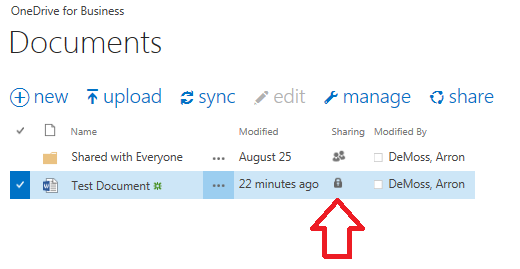 OneDrive for Business
Documents
new upload sync edit manage share
Name Modified Sharing Modified By
Shared with Everyone ... August 25 DeMoss, Arron
Test Document ... 22 minutes ago DeMoss, Arron